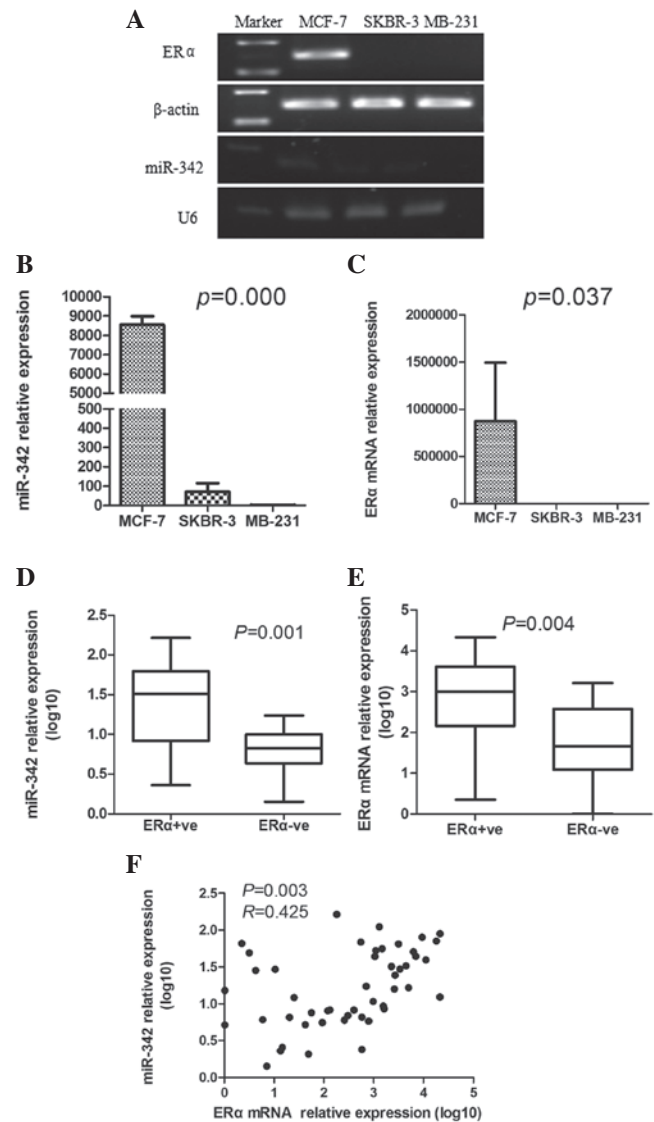 A
Marker MCF-7 SKBR-3 MB-231
ERα
β-actin
miR-342
U6
B
miR-342 relative expression
p=0.000
10000
9000
8000
7000
6000
5000
500
400
300
200
100
0
MCF-7 SKBR-3 MB-231
C
ERα mRNA relative expression
p=0.037
2000000
1500000
1000000
500000
0
MCF-7 SKBR-3 MB-231
D
miR-342 relative expression
(log10)
P=0.001
2.5
2.0
1.5
1.0
0.5
0.0
ERα+ve ERα-ve
E
ERα mRNA relative expression
(log10)
P=0.004
5
4
3
2
1
0
ERα+ve ERα-ve
F
miR-342 relative expression
(log10)
P=0.003
R=0.425
2.5
2.0
1.5
1.0
0.5
0.0
0 1 2 3 4 5
ERα mRNA relative expression (log10)